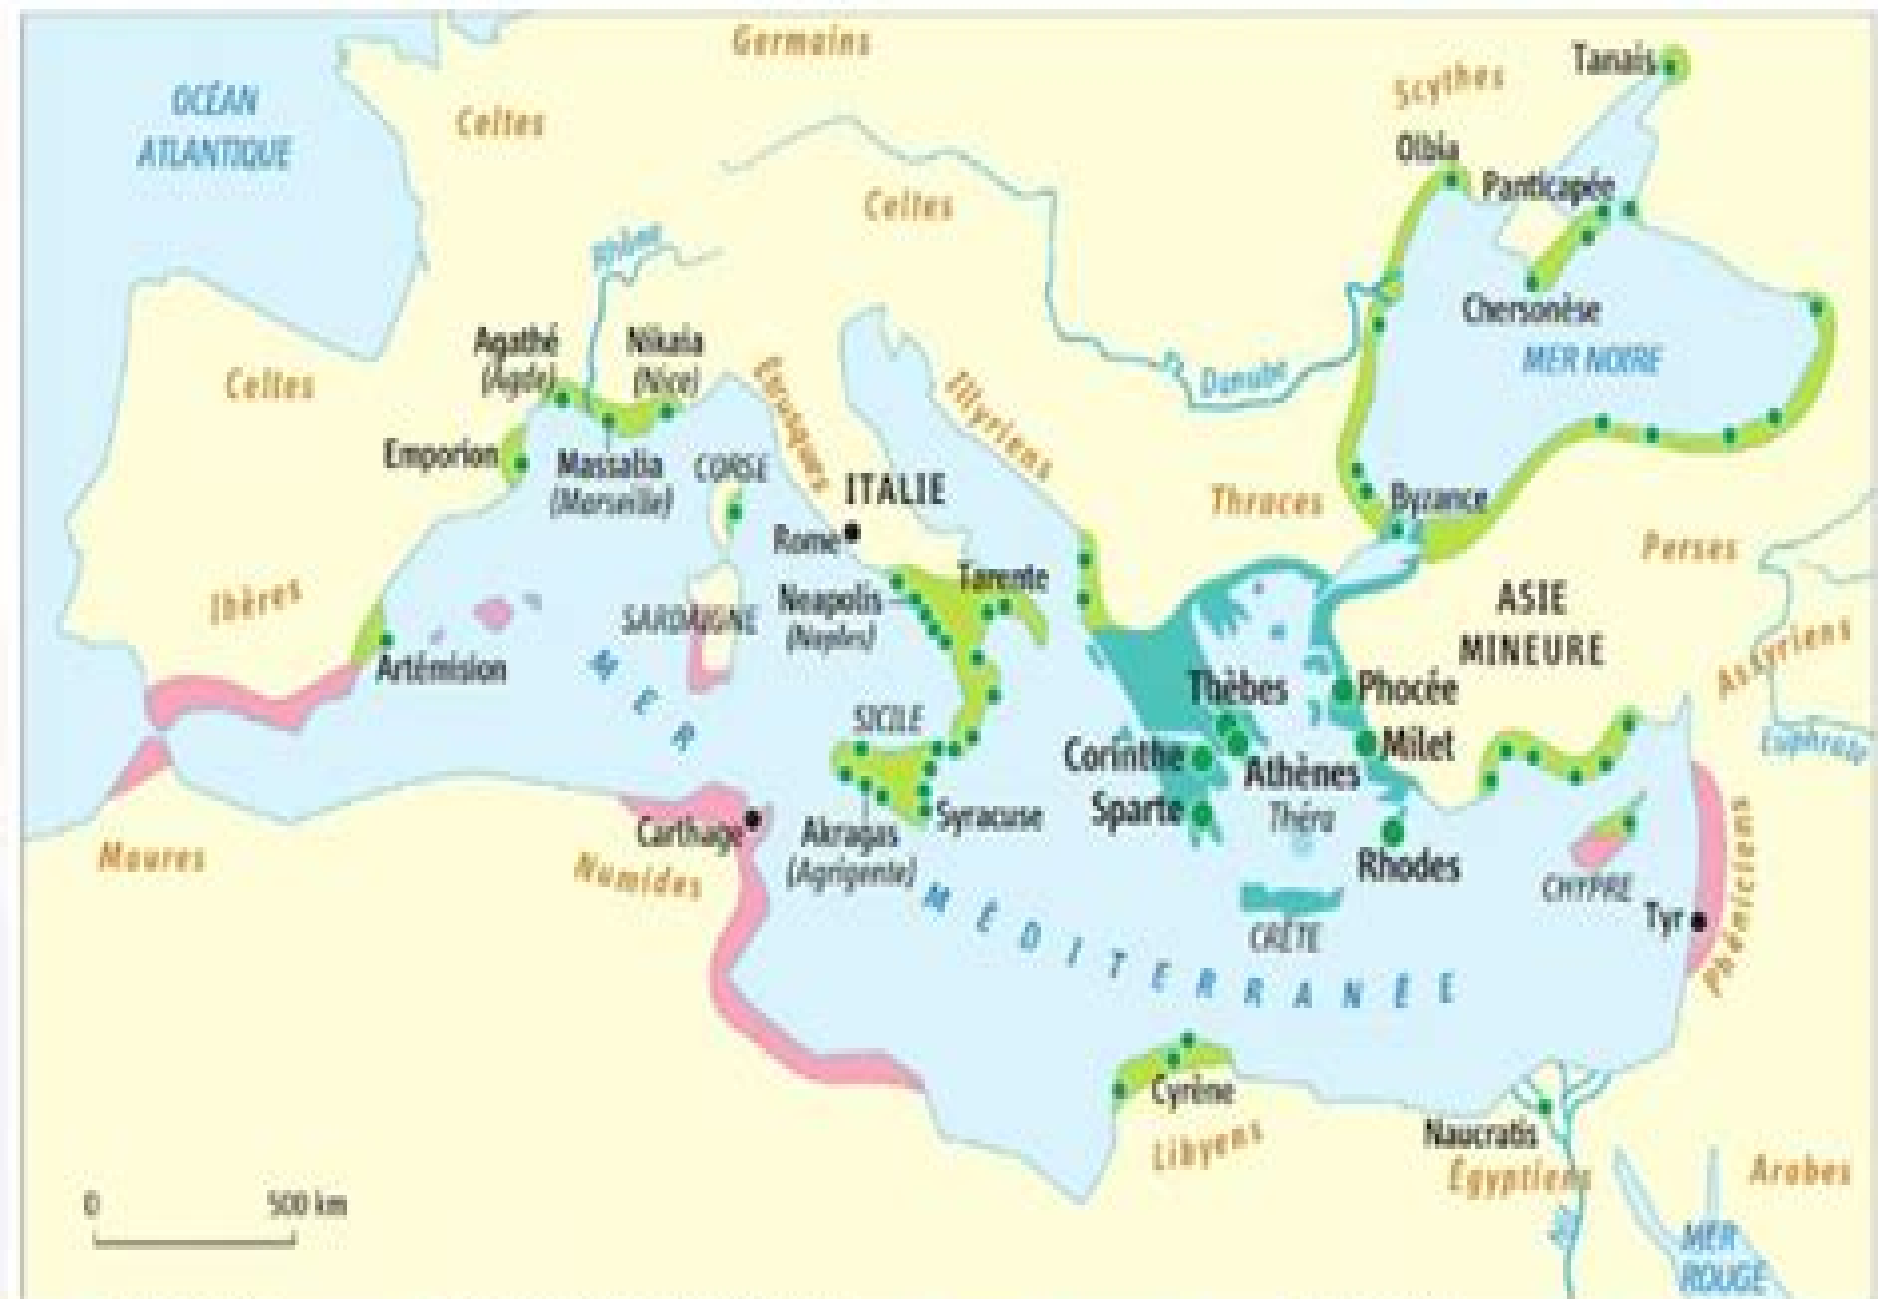 Germains
Tanaïs
Scythes
OCÉAN
ATLANTIQUE
Celtes
Olbia
Panticapée
Celtes
Rhône
Chersonèse
MER NOIRE
Agathé
(Agde)
Nikaia
(Nice)
Celtes
Étrusques
Illyriens
Danube
Emporion
Massalia
(Marseille)
CORSE
ITALIE
Thraces
Byzance
Rome
Perses
Ibères
SARDAIGNE
Neapolis
(Naples)
Tarente
ASIE
MINEURE
Assyriens
Artémision
MER
Thèbes
Phocée
SICILE
Corinthe
Milet
Euphrate
Athènes
Sparte
Théra
Carthage
Akragas
(Agrigente)
Syracuse
Maures
Numides
Rhodes
CHYPRE
Tyr
Phéniciens
MÉDITERRANÉE
CRÈTE
Cyrène
Libyens
Naucratis
Égyptiens
Arabes
0 500 km
MER
ROUGE